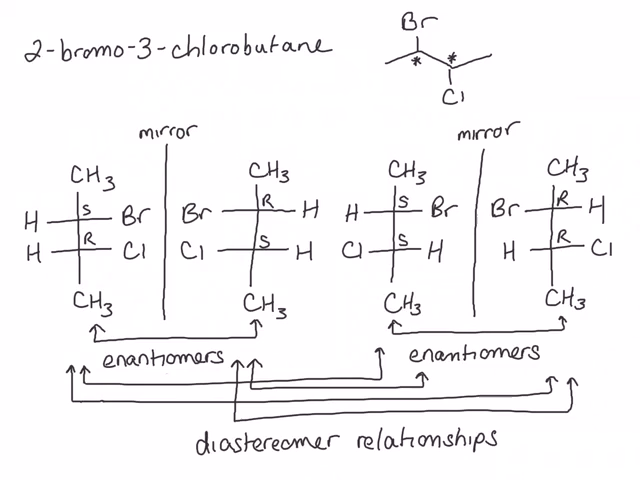 2-bromo-3-chlorobutane
Br
* *
Cl
mirror
mirror
CH3 CH3 CH3 CH3
H S Br Br R H H S Br Br R H
H R Cl Cl S H Cl S H H R Cl
CH3 CH3 CH3 CH3
enantiomers
enantiomers
diastereomer relationships